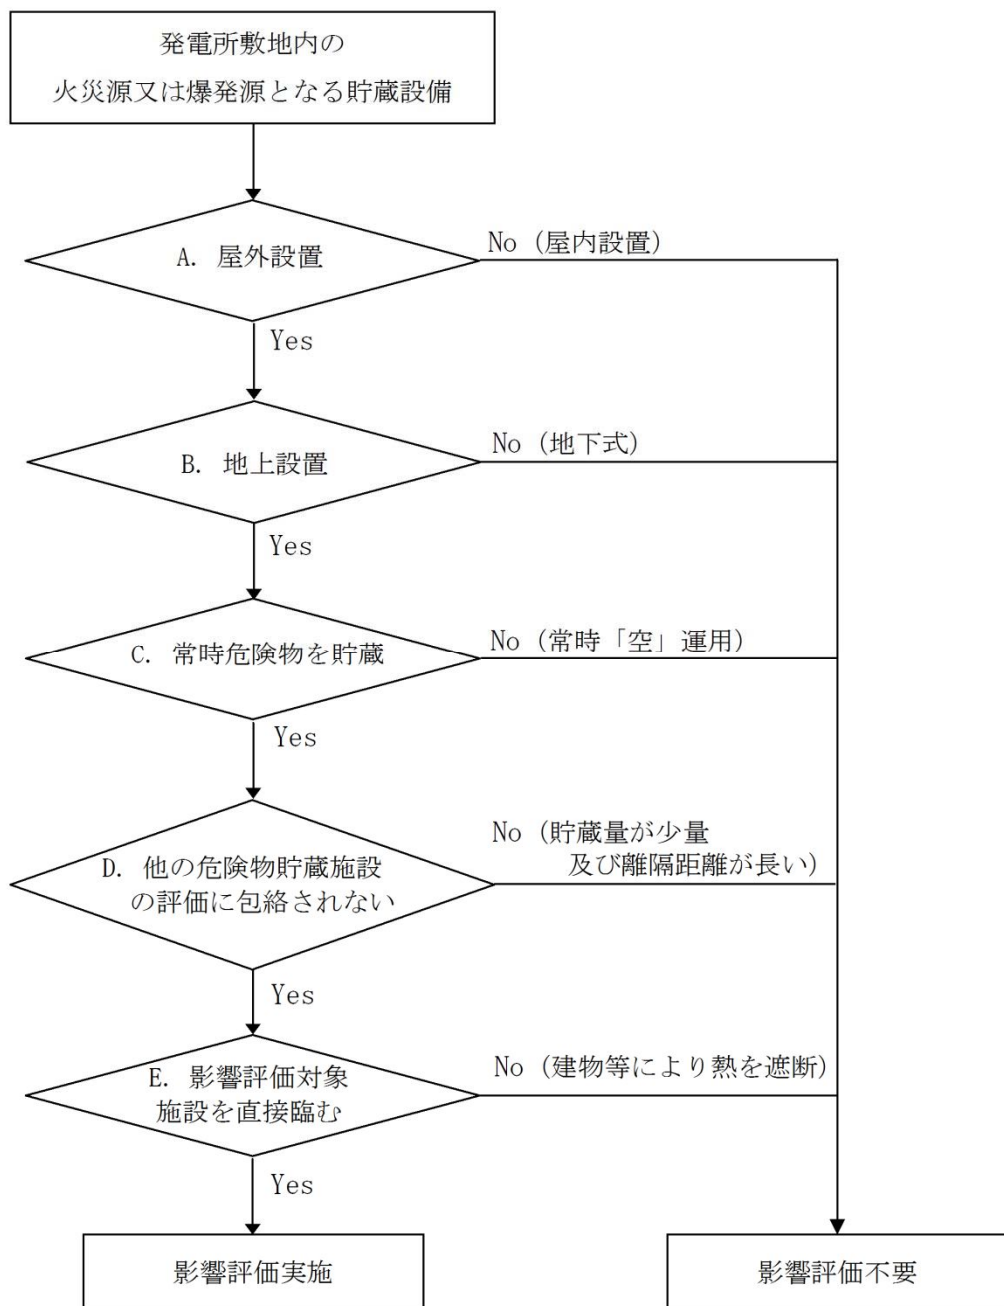 発電所敷地内の
火災源又は爆発源となる貯蔵設備
A. 屋外設置
No (屋内設置)
Yes
B. 地上設置
No (地下式)
Yes
C. 常時危険物を貯蔵
No (常時「空」運用)
Yes
D. 他の危険物貯蔵施設
の評価に包絡されない
No (貯蔵量が少量
及び離隔距離が長い)
Yes
E. 影響評価対象
施設を直接臨む
No (建物等により熱を遮断)
Yes
影響評価実施
影響評価不要